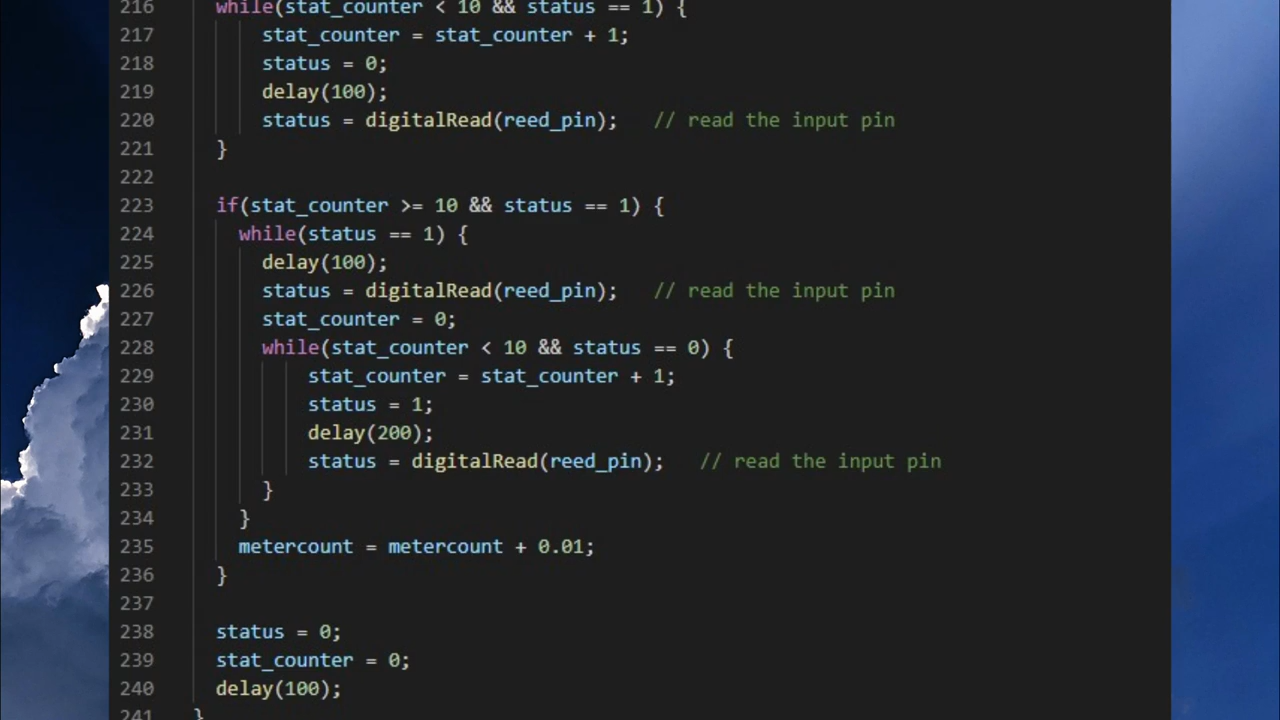 216 while(stat_counter < 10 && status == 1) {
217 stat_counter = stat_counter + 1;
218 status = 0;
219 delay(100);
220 status = digitalRead(reed_pin); // read the input pin
221 }
222
223 if(stat_counter >= 10 && status == 1) {
224 while(status == 1) {
225 delay(100);
226 status = digitalRead(reed_pin); // read the input pin
227 stat_counter = 0;
228 while(stat_counter < 10 && status == 0) {
229 stat_counter = stat_counter + 1;
230 status = 1;
231 delay(200);
232 status = digitalRead(reed_pin); // read the input pin
233 }
234 }
235 metercount = metercount + 0.01;
236 }
237
238 status = 0;
239 stat_counter = 0;
240 delay(100);
241 }